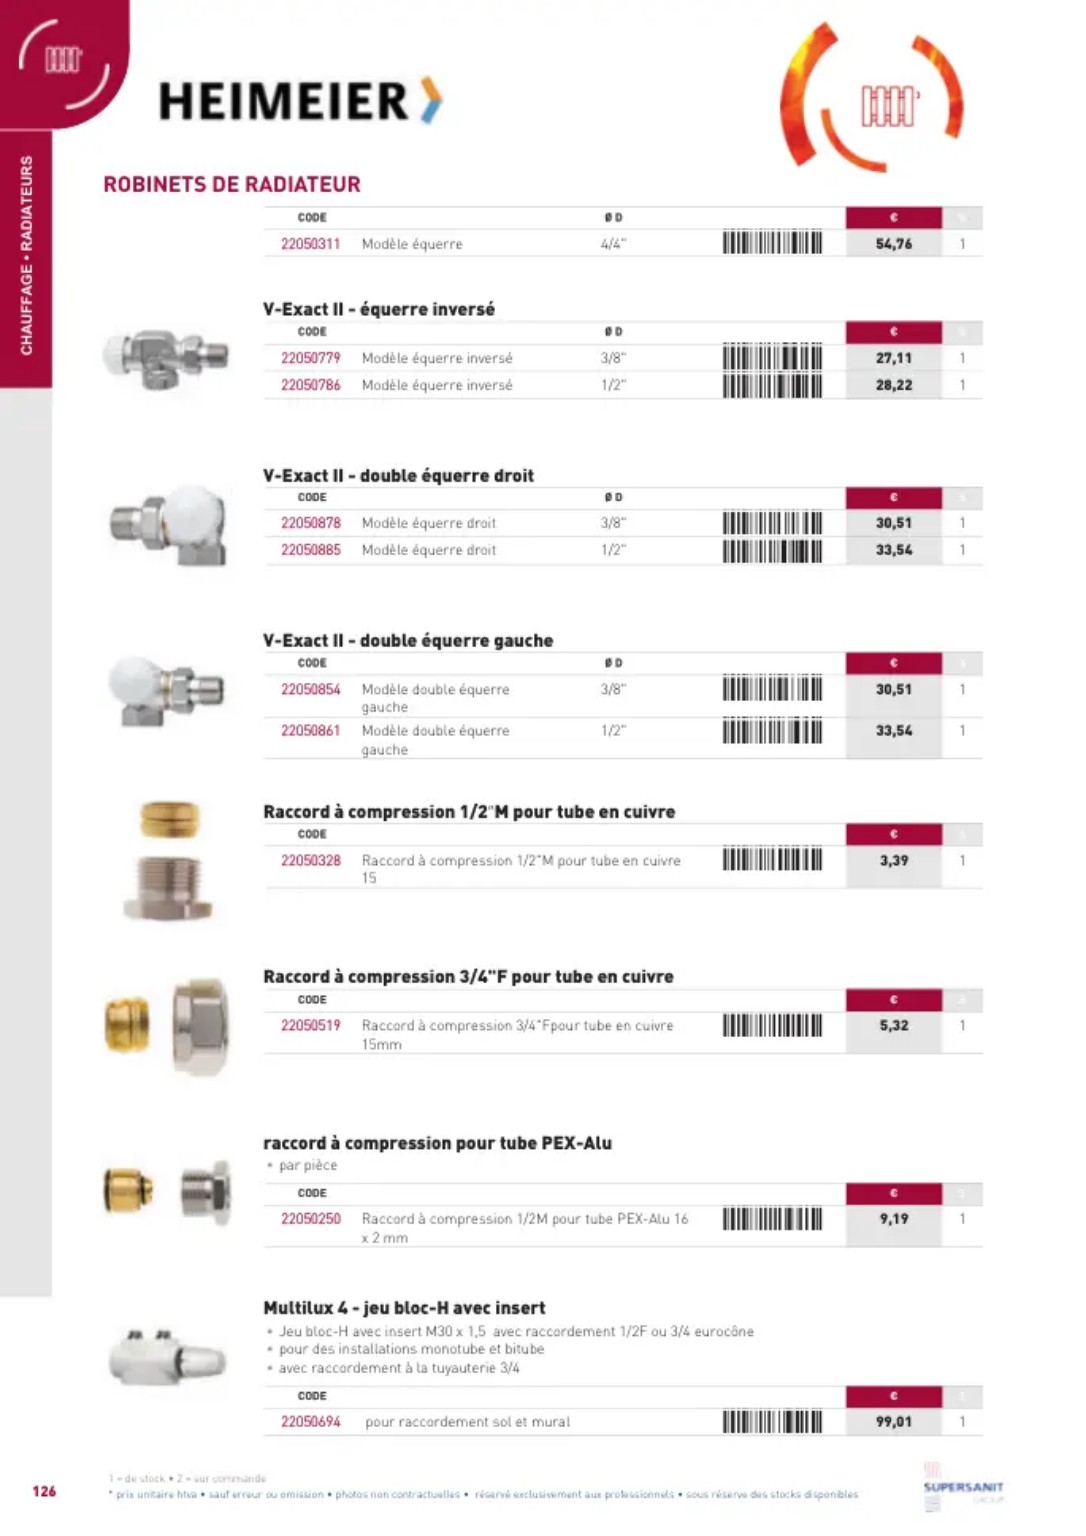 HEIMEIER
CHAUFFAGE • RADIATEURS
ROBINETS DE RADIATEUR
CODE Ø D €
22050311 Modèle équerre 4/4" 54,76 1
V-Exact II - équerre inversé
CODE Ø D €
22050779 Modèle équerre inversé 3/8" 27,11 1
22050786 Modèle équerre inversé 1/2" 28,22 1
V-Exact II - double équerre droit
CODE Ø D €
22050878 Modèle équerre droit 3/8" 30,51 1
22050885 Modèle équerre droit 1/2" 33,54 1
V-Exact II - double équerre gauche
CODE Ø D €
22050854 Modèle double équerre 3/8" 30,51 1
gauche
22050861 Modèle double équerre 1/2" 33,54 1
gauche
Raccord à compression 1/2"M pour tube en cuivre
CODE €
22050328 Raccord à compression 1/2"M pour tube en cuivre 3,39 1
15
Raccord à compression 3/4"F pour tube en cuivre
CODE €
22050519 Raccord à compression 3/4"Fpour tube en cuivre 5,32 1
15mm
raccord à compression pour tube PEX-Alu
• par pièce
CODE €
22050250 Raccord à compression 1/2M pour tube PEX-Alu 16 9,19 1
x 2 mm
Multilux 4 - jeu bloc-H avec insert
• Jeu bloc-H avec insert M30 x 1,5 avec raccordement 1/2F ou 3/4 eurocône
• pour des installations monotube et bitube
• avec raccordement à la tuyauterie 3/4
CODE €
22050694 pour raccordement sol et mural 99,01 1
1 = de stock • 2 = sur commande
* prix unitaire htva • sauf erreur ou omission • photos non contractuelles • réservé exclusivement aux professionnels • sous réserve des stocks disponibles
126
SUPERSANIT
GROUP